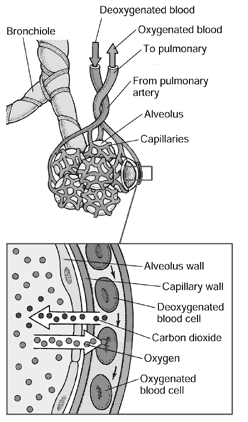 Deoxygenated blood
Oxygenated blood
Bronchiole
To pulmonary
From pulmonary
artery
Alveolus
Capillaries
Alveolus wall
Capillary wall
Deoxygenated
blood cell
Carbon dioxide
Oxygen
Oxygenated
blood cell